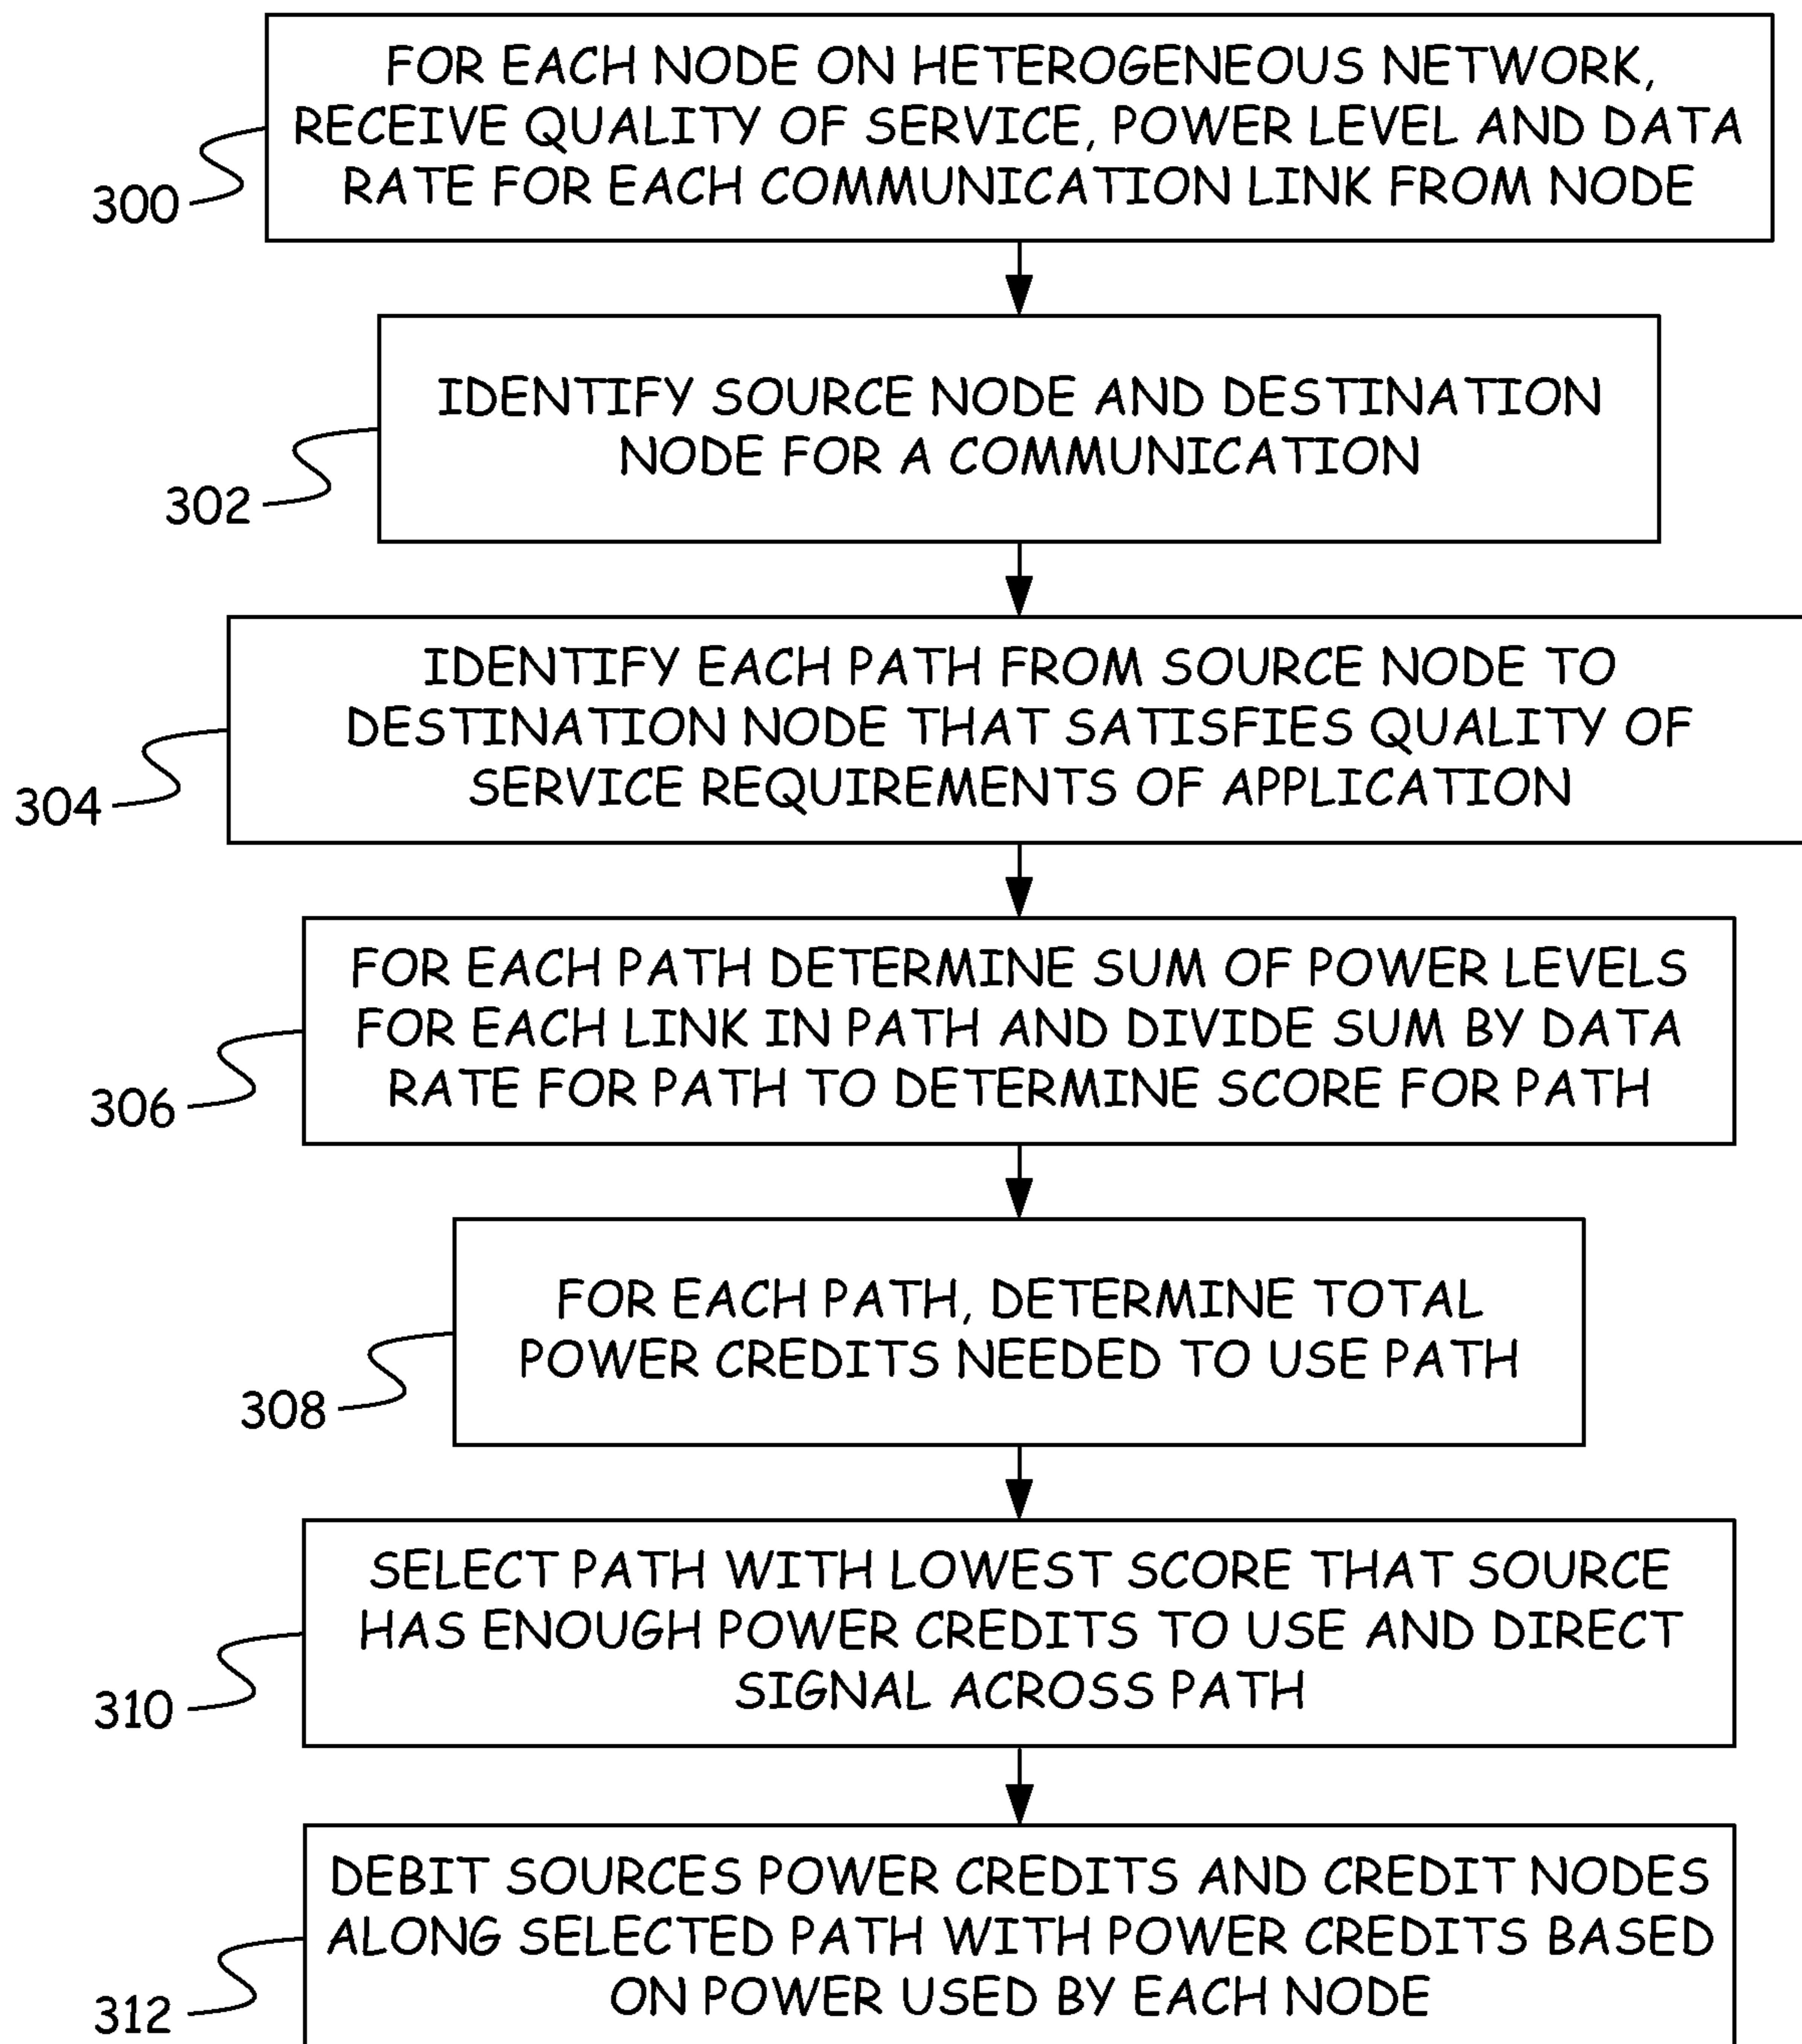 FOR EACH NODE ON HETEROGENEOUS NETWORK,
RECEIVE QUALITY OF SERVICE, POWER LEVEL AND DATA
RATE FOR EACH COMMUNICATION LINK FROM NODE
300
IDENTIFY SOURCE NODE AND DESTINATION
NODE FOR A COMMUNICATION
302
IDENTIFY EACH PATH FROM SOURCE NODE TO
DESTINATION NODE THAT SATISFIES QUALITY OF
SERVICE REQUIREMENTS OF APPLICATION
304
FOR EACH PATH DETERMINE SUM OF POWER LEVELS
FOR EACH LINK IN PATH AND DIVIDE SUM BY DATA
RATE FOR PATH TO DETERMINE SCORE FOR PATH
306
FOR EACH PATH, DETERMINE TOTAL
POWER CREDITS NEEDED TO USE PATH
308
SELECT PATH WITH LOWEST SCORE THAT SOURCE
HAS ENOUGH POWER CREDITS TO USE AND DIRECT
SIGNAL ACROSS PATH
310
DEBIT SOURCES POWER CREDITS AND CREDIT NODES
ALONG SELECTED PATH WITH POWER CREDITS BASED
ON POWER USED BY EACH NODE
312